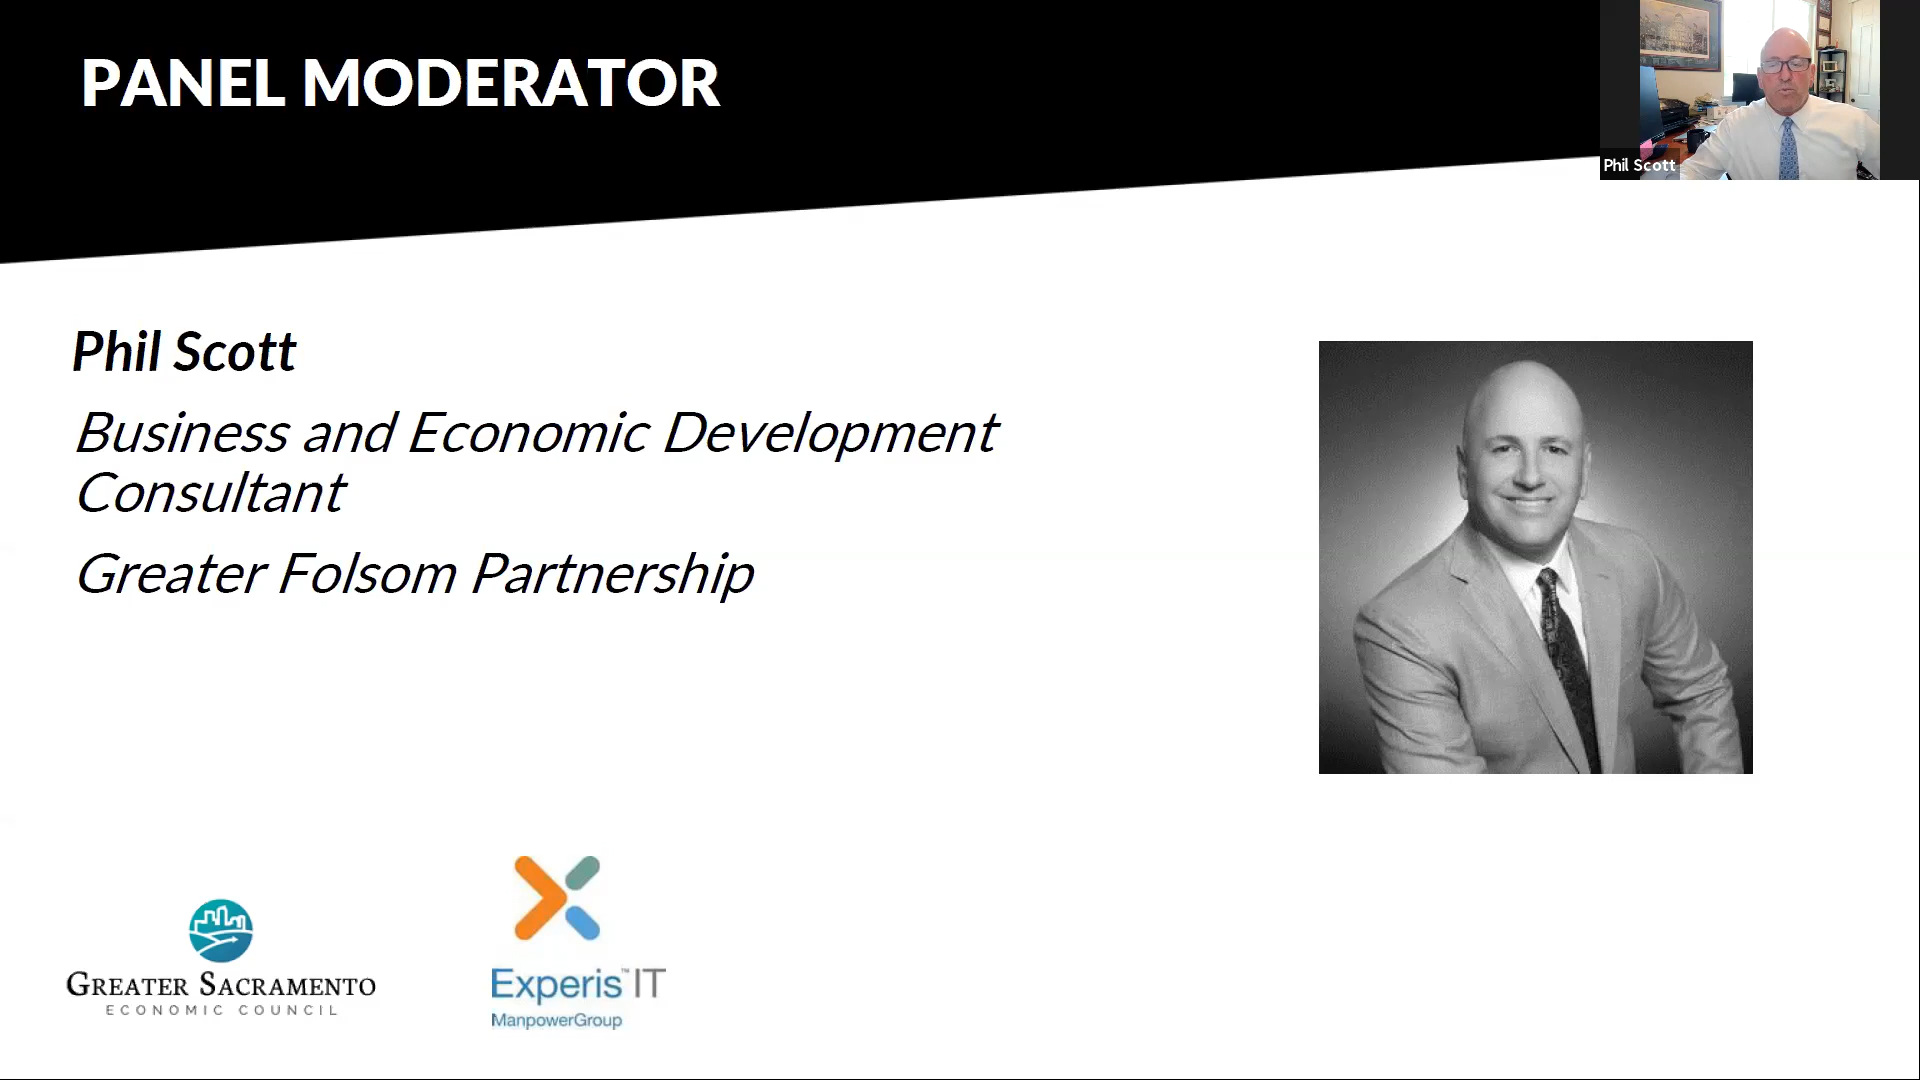 PANEL MODERATOR
Phil Scott
Phil Scott
Business and Economic Development
Consultant
Greater Folsom Partnership
GREATER SACRAMENTO
ECONOMIC COUNCIL
Experis™ IT
ManpowerGroup